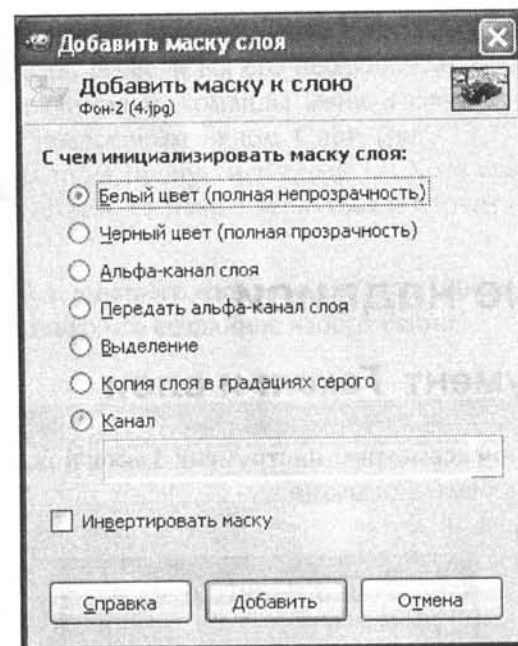 Добавить маску слоя
Добавить маску к слою
Фон-2 (4.jpg)
С чем инициализировать маску слоя:
Белый цвет (полная непрозрачность)
Черный цвет (полная прозрачность)
Альфа-канал слоя
Передать альфа-канал слоя
Выделение
Копия слоя в градациях серого
Канал
Инвертировать маску
Справка
Добавить
Отмена